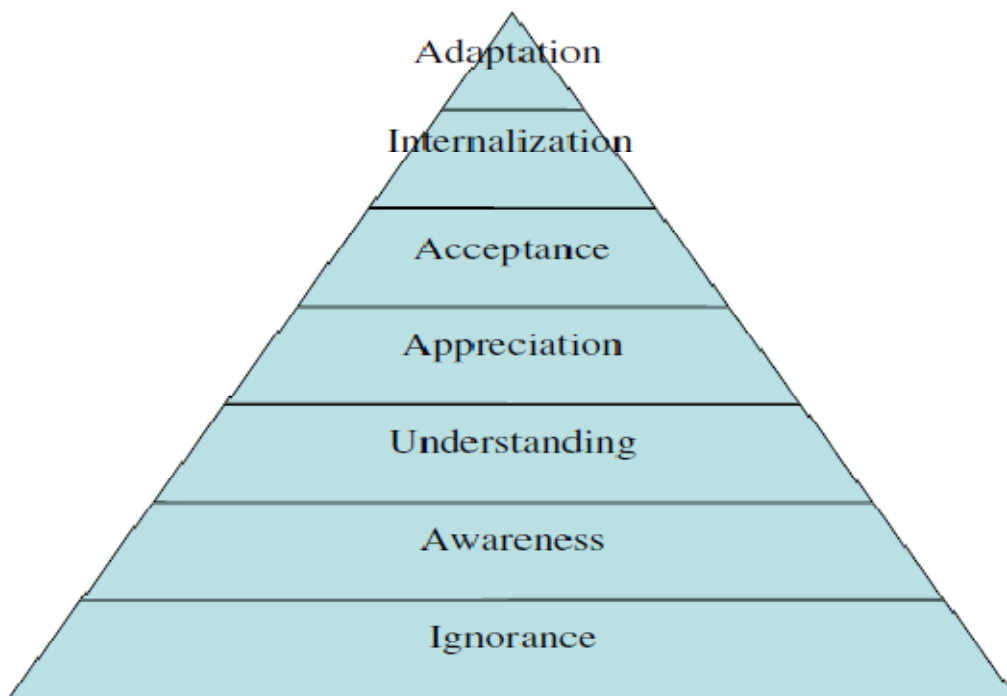 Adaptation
Internalization
Acceptance
Appreciation
Understanding
Awareness
Ignorance